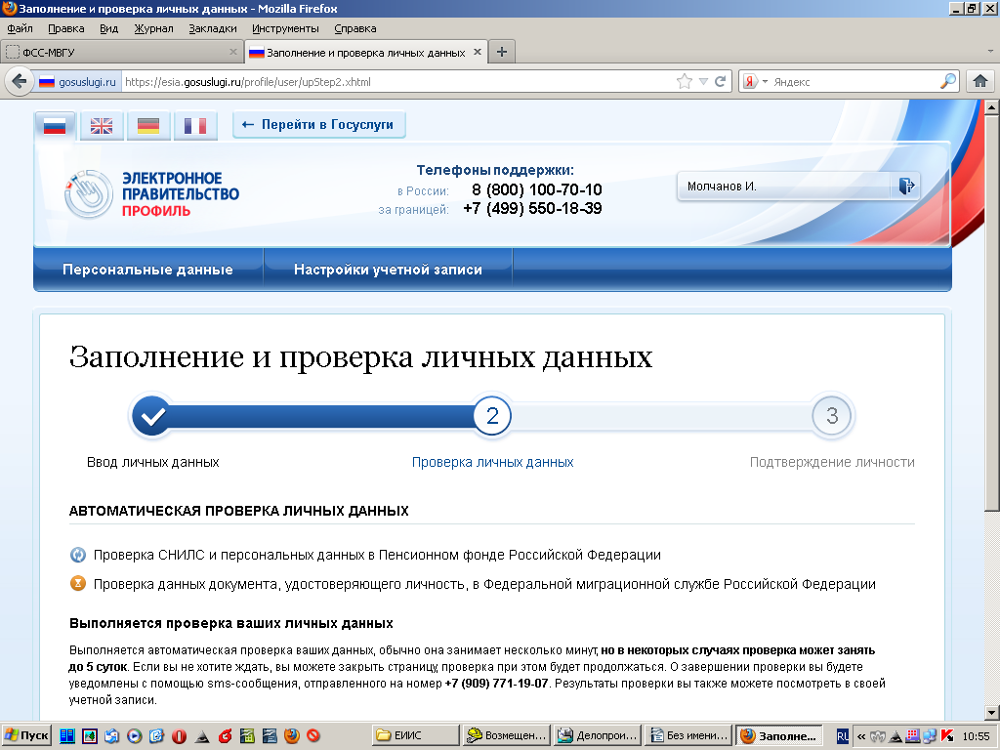 Заполнение и проверка личных данных - Mozilla Firefox
Файл Правка Вид Журнал Закладки Инструменты Справка
ФСС-МВГУ
Заполнение и проверка личных данных
gosuslugi.ru https://esia.gosuslugi.ru/profile/user/upStep2.xhtml
Яндекс
← Перейти в Госуслуги
ЭЛЕКТРОННОЕ
ПРАВИТЕЛЬСТВО
ПРОФИЛЬ
Телефоны поддержки:
в России: 8 (800) 100-70-10
за границей: +7 (499) 550-18-39
Молчанов И.
Персональные данные Настройки учетной записи
Заполнение и проверка личных данных
2 3
Ввод личных данных Проверка личных данных Подтверждение личности
АВТОМАТИЧЕСКАЯ ПРОВЕРКА ЛИЧНЫХ ДАННЫХ
Проверка СНИЛС и персональных данных в Пенсионном фонде Российской Федерации
Проверка данных документа, удостоверяющего личность, в Федеральной миграционной службе Российской Федерации
Выполняется проверка ваших личных данных
Выполняется автоматическая проверка ваших данных, обычно она занимает несколько минут, но в некоторых случаях проверка может занять
до 5 суток. Если вы не хотите ждать, вы можете закрыть страницу, проверка при этом будет продолжаться. О завершении проверки вы будете
уведомлены с помощью sms-сообщения, отправленного на номер +7 (909) 771-19-07. Результаты проверки вы также можете посмотреть в своей
учетной записи.
Пуск ЕИИС Возмещен... Делопрои... Без имени... Заполне... RL « 10:55